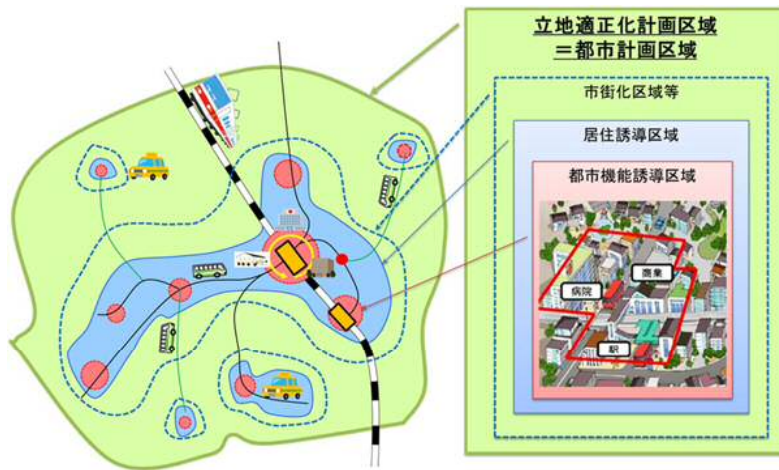 立地適正化計画区域
＝都市計画区域
市街化区域等
居住誘導区域
都市機能誘導区域
商業
病院
駅